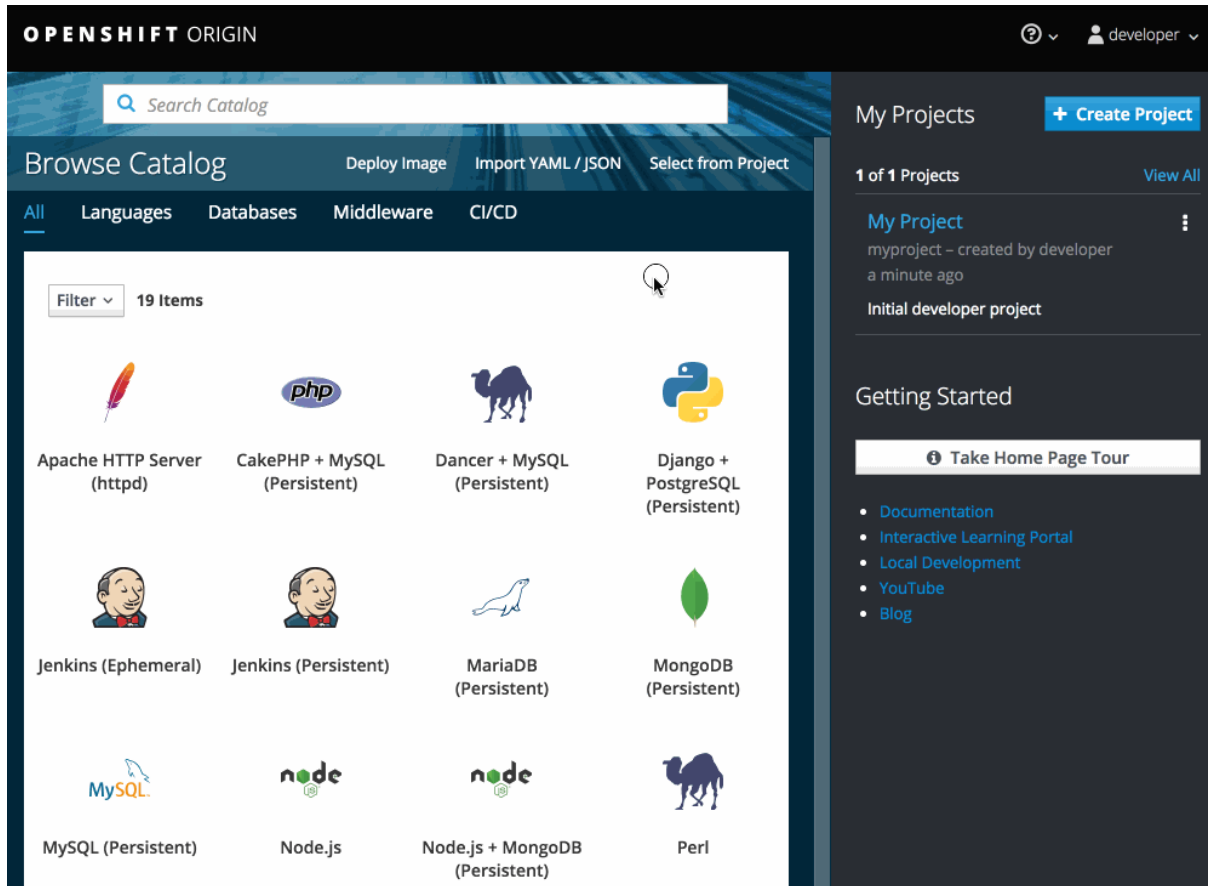 OPENSHIFT ORIGIN
developer
Search Catalog
Browse Catalog
Deploy Image
Import YAML / JSON
Select from Project
All
Languages
Databases
Middleware
CI/CD
Filter
19 Items
Apache HTTP Server
(httpd)
php
CakePHP + MySQL
(Persistent)
Dancer + MySQL
(Persistent)
Django +
PostgreSQL
(Persistent)
Jenkins (Ephemeral)
Jenkins (Persistent)
MariaDB
(Persistent)
MongoDB
(Persistent)
MySQL
MySQL (Persistent)
node
JS
Node.js
node
JS
Node.js + MongoDB
(Persistent)
Perl
My Projects
+ Create Project
1 of 1 Projects
View All
My Project
myproject – created by developer
a minute ago
Initial developer project
Getting Started
Take Home Page Tour
Documentation
Interactive Learning Portal
Local Development
YouTube
Blog